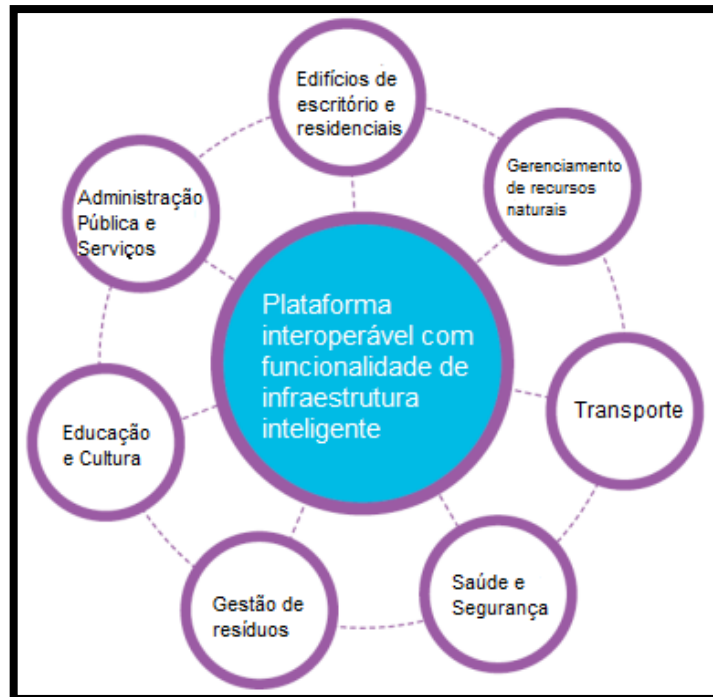 Edifícios de
escritório e
residenciais
Gerenciamento
de recursos
naturais
Administração
Pública e
Serviços
Plataforma
interoperável com
funcionalidade de
infraestrutura
inteligente
Transporte
Educação
e Cultura
Saúde e
Segurança
Gestão de
resíduos